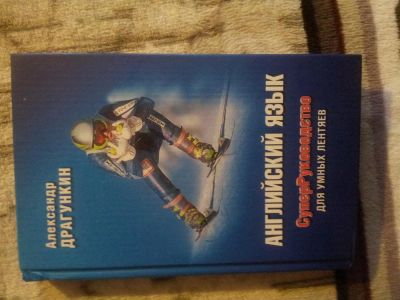 Александр
ДРАГУНКИН
АНГЛИЙСКИЙ ЯЗЫК
СуперРуководство
ДЛЯ УМНЫХ ЛЕНТЯЕВ